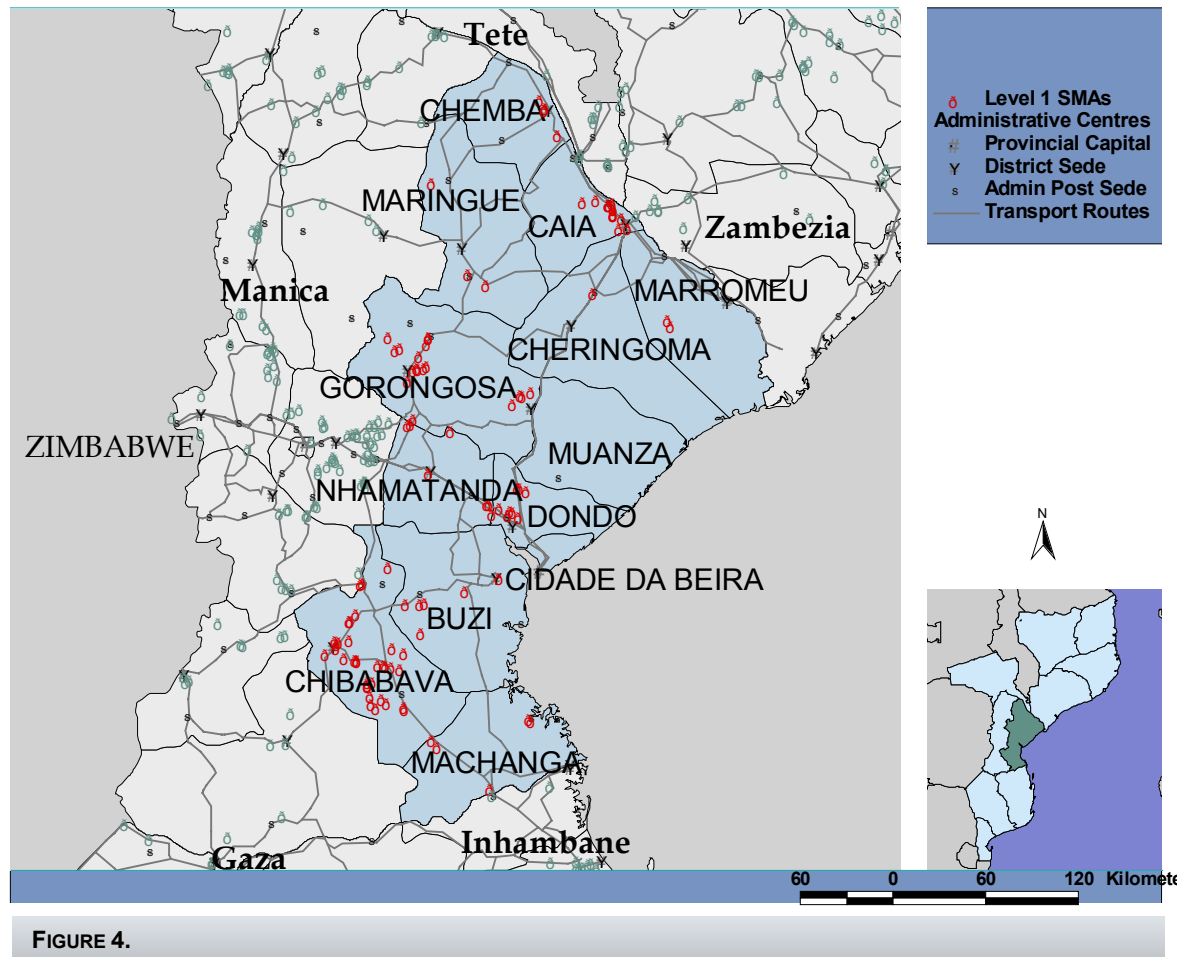 Tete
CHEMBA
MARINGUE
CAIA
Zambezia
Manica
MARROMEU
CHERINGOMA
GORONGOSA
ZIMBABWE
MUANZA
NHAMATANDA
DONDO
CIDADE DA BEIRA
BUZI
CHIBABAVA
MACHANGA
Inhambane
Gaza
Level 1 SMAs
Administrative Centres
Provincial Capital
District Sede
Admin Post Sede
Transport Routes
N
60 0 60 120 Kilomete
FIGURE 4.